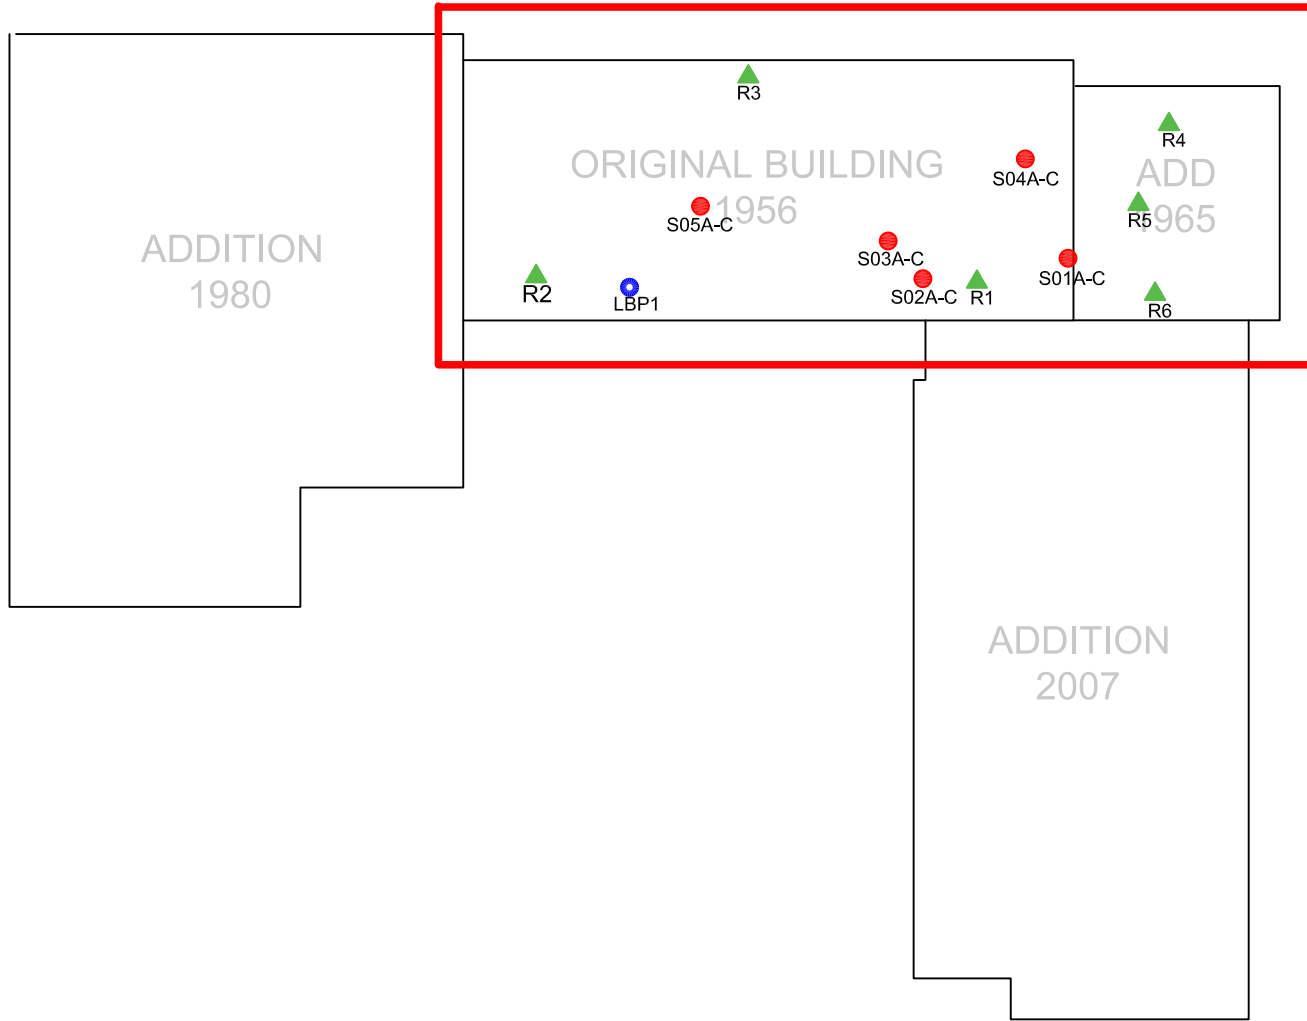 R3
R4
ORIGINAL BUILDING
1956
S04A-C
ADD
1965
R5
S05A-C
ADDITION
1980
S03A-C
S01A-C
R2
LBP1
S02A-C
R1
R6
ADDITION
2007